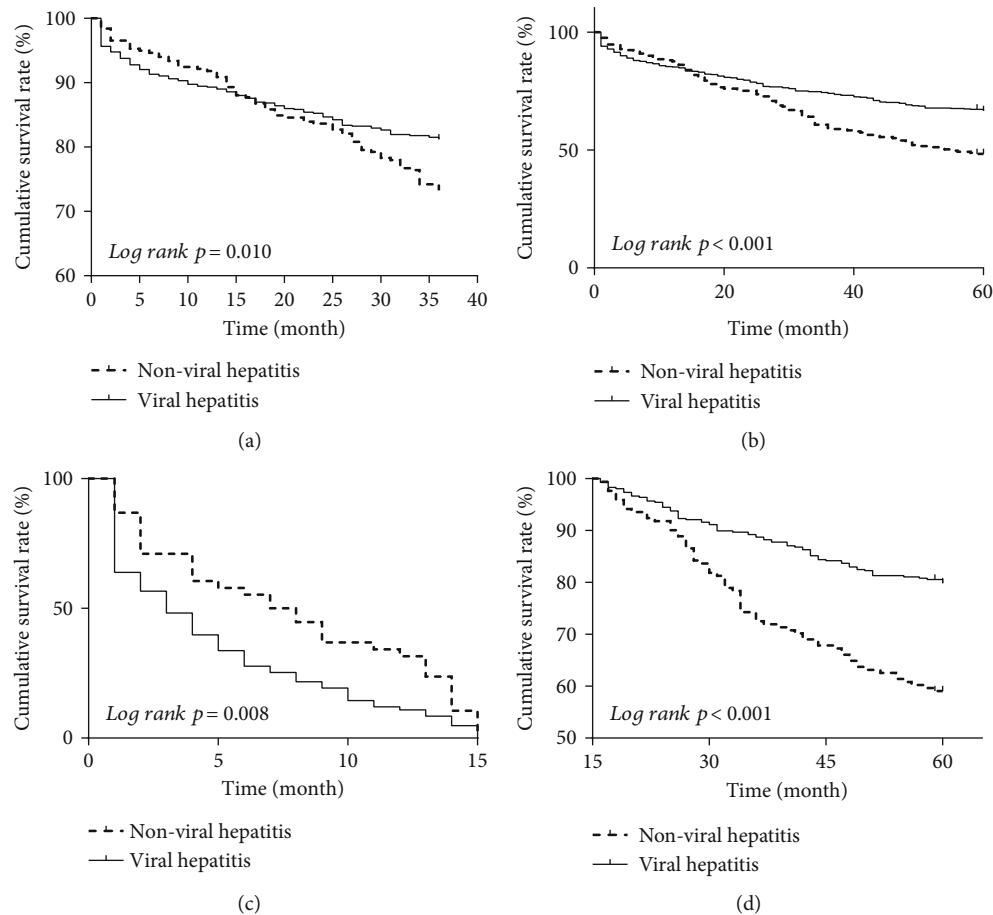 100
90
80
70
60
Cumulative survival rate (%)
Log rank p = 0.010
0 5 10 15 20 25 30 35 40
Time (month)
Non-viral hepatitis
Viral hepatitis
(a)
100
50
0
Cumulative survival rate (%)
Log rank p < 0.001
0 20 40 60
Time (month)
Non-viral hepatitis
Viral hepatitis
(b)
100
50
0
Cumulative survival rate (%)
Log rank p = 0.008
0 5 10 15
Time (month)
Non-viral hepatitis
Viral hepatitis
(c)
100
90
80
70
60
50
Cumulative survival rate (%)
Log rank p < 0.001
15 30 45 60
Time (month)
Non-viral hepatitis
Viral hepatitis
(d)